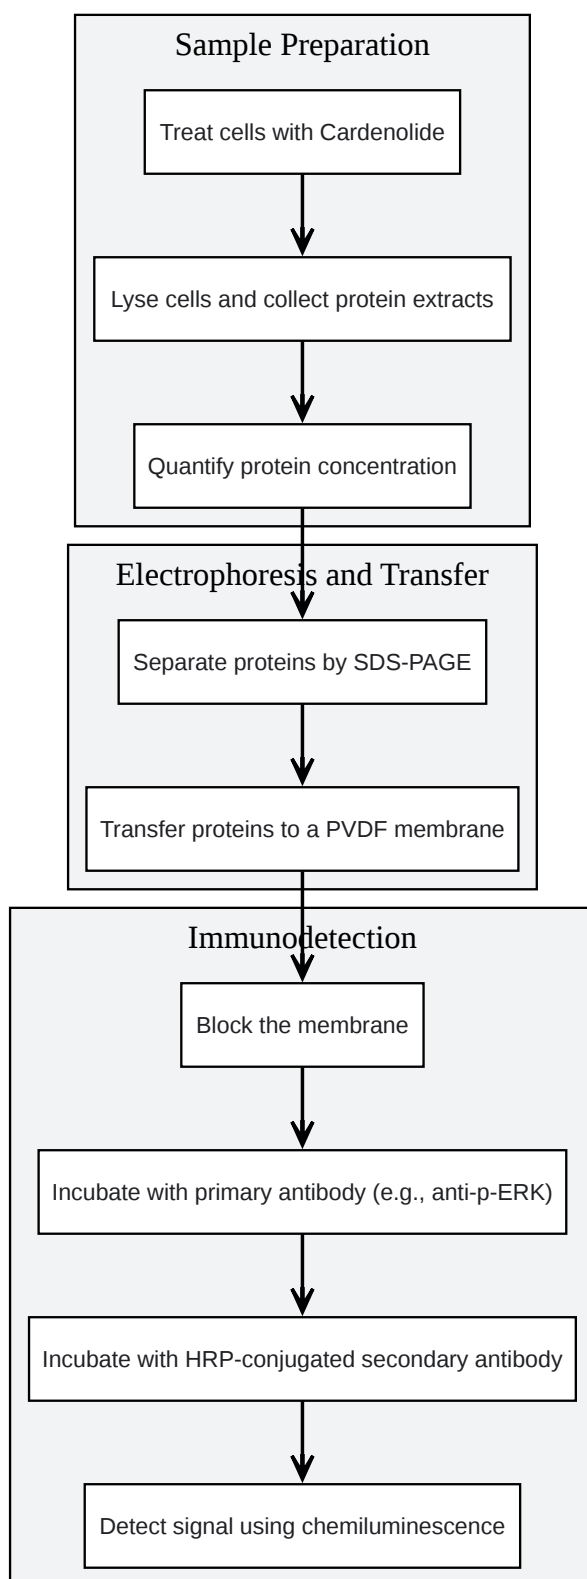 Sample Preparation
Treat cells with Cardenolide
Lyse cells and collect protein extracts
Quantify protein concentration
Electrophoresis and Transfer
Separate proteins by SDS-PAGE
Transfer proteins to a PVDF membrane
Immunodetection
Block the membrane
Incubate with primary antibody (e.g., anti-p-ERK)
Incubate with HRP-conjugated secondary antibody
Detect signal using chemiluminescence